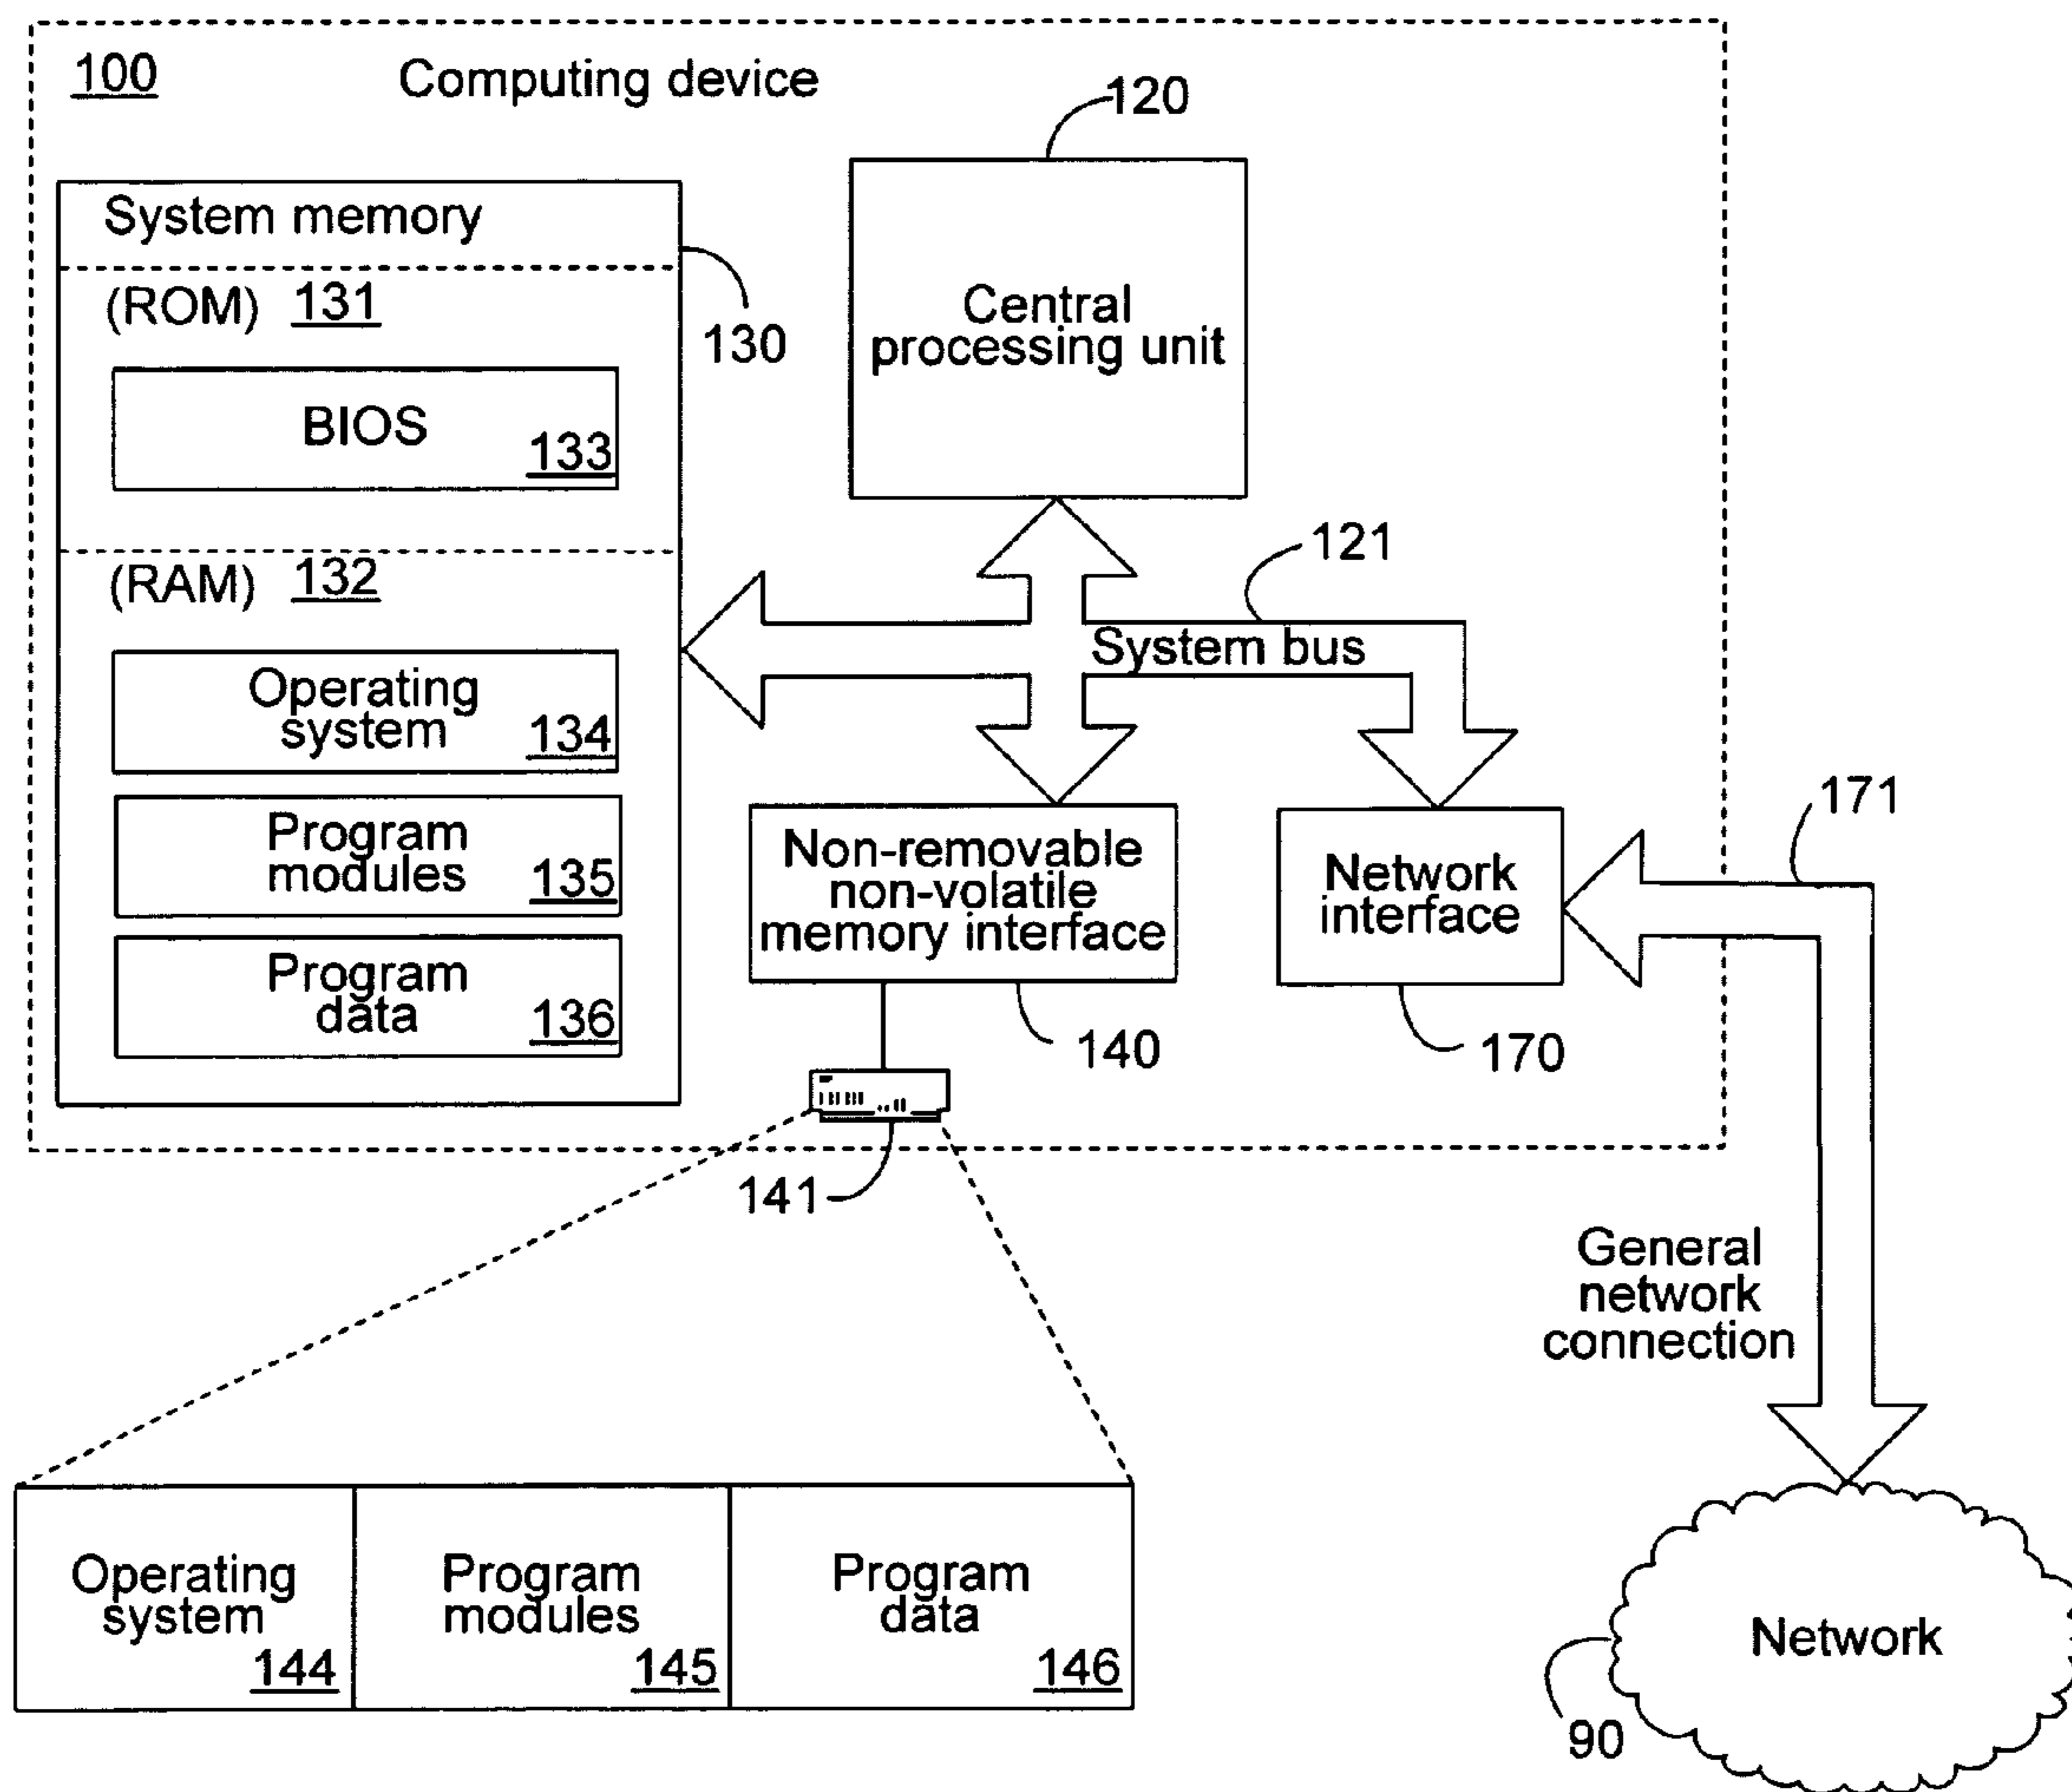 100
Computing device
120
System memory
(ROM) 131
130
Central
processing unit
BIOS
133
121
(RAM) 132
System bus
Operating
system
134
171
Program
modules
135
Non-removable
non-volatile
memory interface
Network
interface
Program
data
136
140
170
141
General
network
connection
Operating
system
144
Program
modules
145
Program
data
146
Network
90